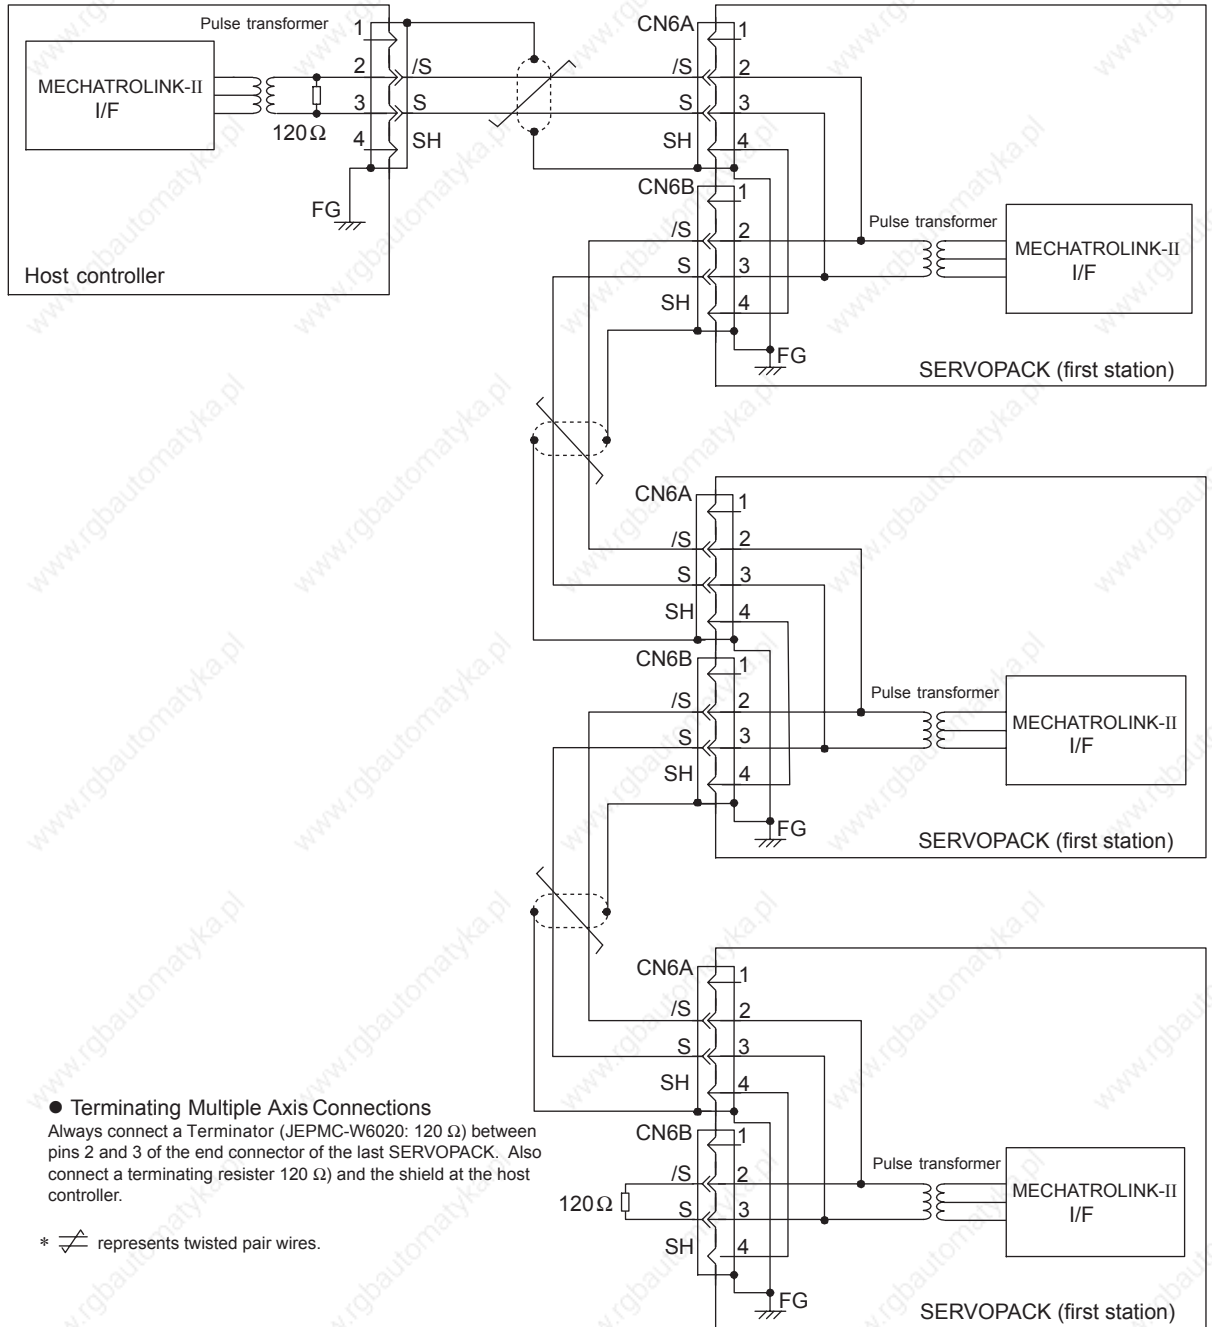 Pulse transformer
MECHATROLINK-II
I/F
120Ω
1
2
3
4
/S
S
SH
FG
Host controller
CN6A
1
/S
2
S
3
SH
4
CN6B
1
/S
2
S
3
SH
4
FG
Pulse transformer
MECHATROLINK-II
I/F
SERVOPACK (first station)
CN6A
1
/S
2
S
3
SH
4
CN6B
1
/S
2
S
3
SH
4
FG
Pulse transformer
MECHATROLINK-II
I/F
SERVOPACK (first station)
CN6A
1
/S
2
S
3
SH
4
CN6B
1
/S
2
S
3
SH
4
120Ω
FG
Pulse transformer
MECHATROLINK-II
I/F
SERVOPACK (first station)
● Terminating Multiple Axis Connections
Always connect a Terminator (JEPMC-W6020: 120 Ω) between
pins 2 and 3 of the end connector of the last SERVOPACK. Also
connect a terminating resister 120 Ω) and the shield at the host
controller.
* represents twisted pair wires.
www.rgbautomatyka.pl